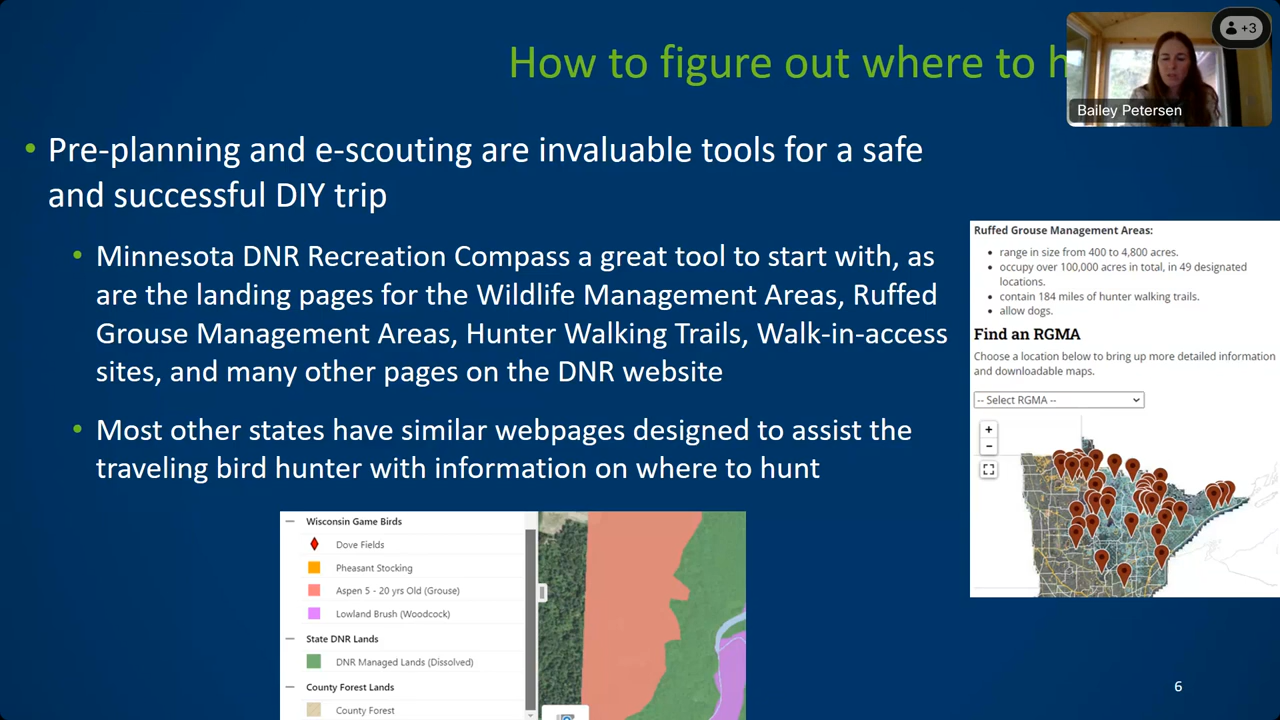 How to figure out where to h
+3
Bailey Petersen
• Pre-planning and e-scouting are invaluable tools for a safe
and successful DIY trip
• Minnesota DNR Recreation Compass a great tool to start with, as
are the landing pages for the Wildlife Management Areas, Ruffed
Grouse Management Areas, Hunter Walking Trails, Walk-in-access
sites, and many other pages on the DNR website
• Most other states have similar webpages designed to assist the
traveling bird hunter with information on where to hunt
Ruffed Grouse Management Areas:
• range in size from 400 to 4,800 acres.
• occupy over 100,000 acres in total, in 49 designated
locations.
• contain 184 miles of hunter walking trails.
• allow dogs.
Find an RGMA
Choose a location below to bring up more detailed information
and downloadable maps.
-- Select RGMA --
+
−
Wisconsin Game Birds
Dove Fields
Pheasant Stocking
Aspen 5 - 20 yrs Old (Grouse)
Lowland Brush (Woodcock)
State DNR Lands
DNR Managed Lands (Dissolved)
County Forest Lands
County Forest
6